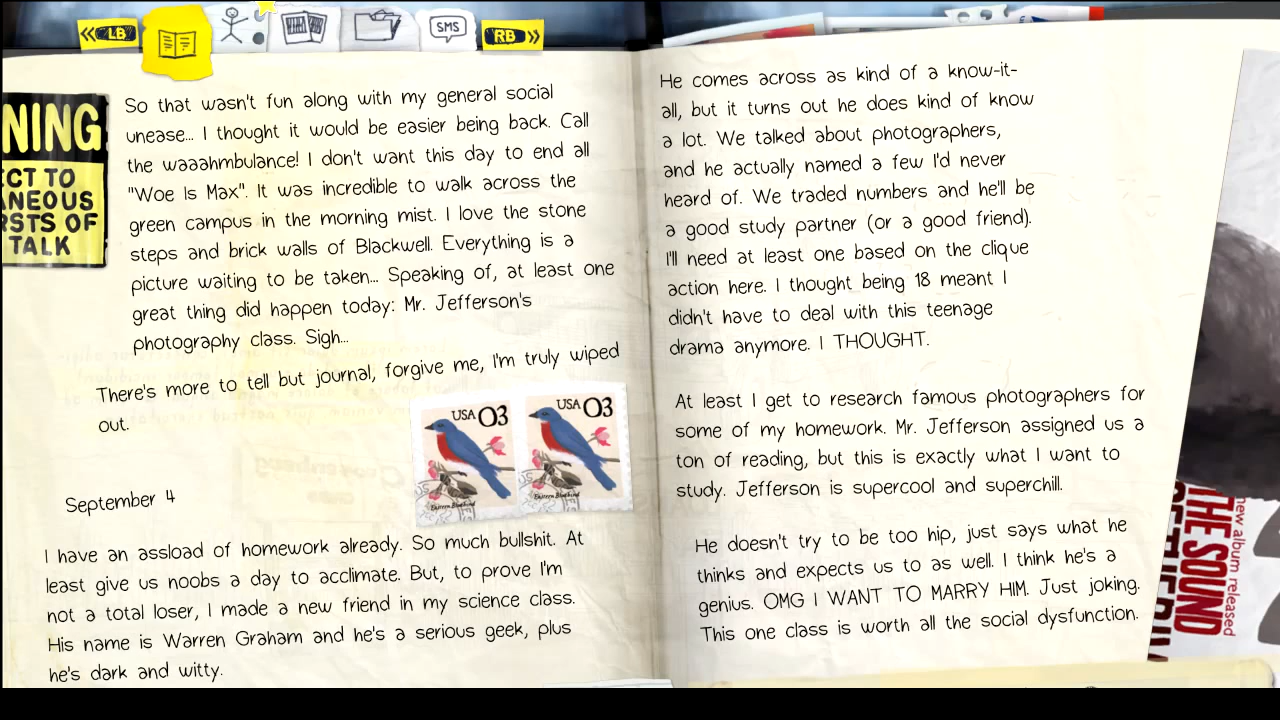 LB
SMS
RB
NING
ECT TO
ANEOUS
RSTS OF
TALK
So that wasn't fun along with my general social
unease... I thought it would be easier being back. Call
the waaahmbulance! I don't want this day to end all
"Woe Is Max". It was incredible to walk across the
green campus in the morning mist. I love the stone
steps and brick walls of Blackwell. Everything is a
picture waiting to be taken... Speaking of, at least one
great thing did happen today: Mr. Jefferson's
photography class. Sigh...
There's more to tell but journal, forgive me, I'm truly wiped
out.
USA 03
USA 03
Eastern Bluebird
Eastern Bluebird
September 4
I have an assload of homework already. So much bullshit. At
least give us noobs a day to acclimate. But, to prove I'm
not a total loser, I made a new friend in my science class.
His name is Warren Graham and he's a serious geek, plus
he's dark and witty.
He comes across as kind of a know-it-
all, but it turns out he does kind of know
a lot. We talked about photographers,
and he actually named a few I'd never
heard of. We traded numbers and he'll be
a good study partner (or a good friend).
I'll need at least one based on the clique
action here. I thought being 18 meant I
didn't have to deal with this teenage
drama anymore. I THOUGHT.
At least I get to research famous photographers for
some of my homework. Mr. Jefferson assigned us a
ton of reading, but this is exactly what I want to
study. Jefferson is supercool and superchill.
He doesn't try to be too hip, just says what he
thinks and expects us to as well. I think he's a
genius. OMG I WANT TO MARRY HIM. Just joking.
This one class is worth all the social dysfunction.
new album released
THE SOUND